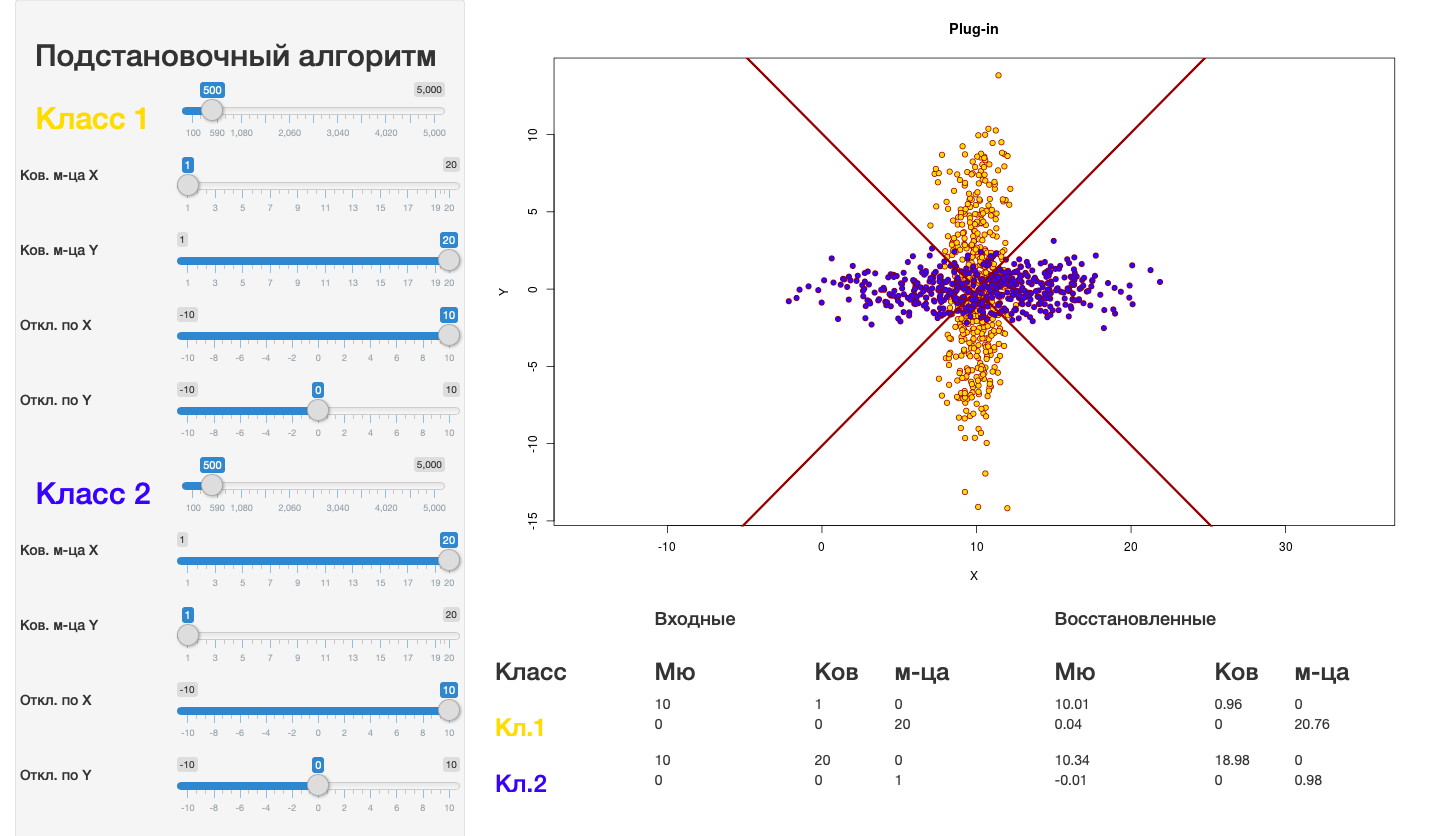 Подстановочный алгоритм
Класс 1
500 5,000
100 590 1,080 2,060 3,040 4,020 5,000
Ков. м-ца X
1 20
1 3 5 7 9 11 13 15 17 19 20
Ков. м-ца Y
1 20
1 3 5 7 9 11 13 15 17 19 20
Откл. по X
-10 10
-10 -8 -6 -4 -2 0 2 4 6 8 10
Откл. по Y
-10 0 10
-10 -8 -6 -4 -2 0 2 4 6 8 10
Класс 2
500 5,000
100 590 1,080 2,060 3,040 4,020 5,000
Ков. м-ца X
1 20
1 3 5 7 9 11 13 15 17 19 20
Ков. м-ца Y
1 20
1 3 5 7 9 11 13 15 17 19 20
Откл. по X
-10 10
-10 -8 -6 -4 -2 0 2 4 6 8 10
Откл. по Y
-10 0 10
-10 -8 -6 -4 -2 0 2 4 6 8 10
Plug-in
10
5
0
-5
-10
-15
Y
-10 0 10 20 30
X
Входные Восстановленные
Класс Мю Ков м-ца Мю Ков м-ца
10 1 0 10.01 0.96 0
Кл.1 0 0 20 0.04 0 20.76
10 20 0 10.34 18.98 0
Кл.2 0 0 1 -0.01 0 0.98